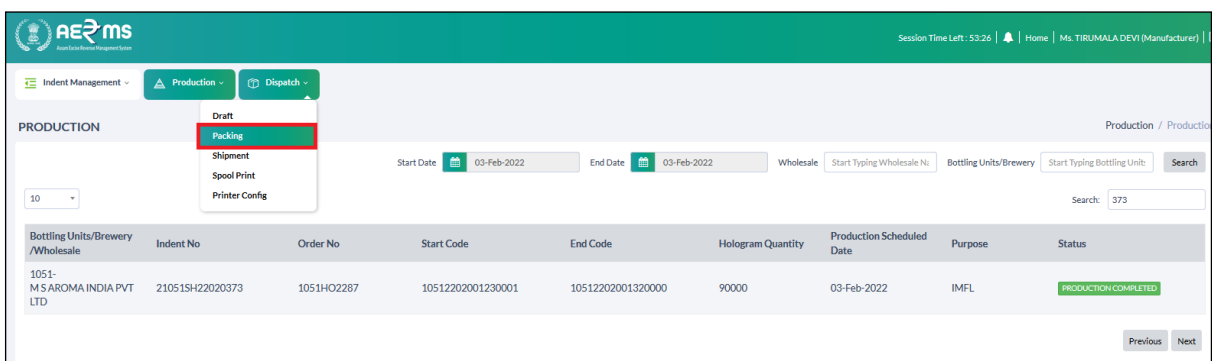 AERMS
Assam Excise Revenue Management System
Session Time Left : 53:26 | Home | Ms. TIRUMALA DEVI (Manufacturer) |
Indent Management
Production
Dispatch
Draft
Packing
Shipment
Spool Print
Printer Config
PRODUCTION
Production / Productio
Start Date 03-Feb-2022 End Date 03-Feb-2022 Wholesale Start Typing Wholesale Na Bottling Units/Brewery Start Typing Bottling Unit: Search
10
Search: 373
Bottling Units/Brewery /Wholesale
Indent No
Order No
Start Code
End Code
Hologram Quantity
Production Scheduled Date
Purpose
Status
1051-
M S AROMA INDIA PVT
LTD
21051SH22020373
1051HO2287
10512202001230001
10512202001320000
90000
03-Feb-2022
IMFL
PRODUCTION COMPLETED
Previous Next